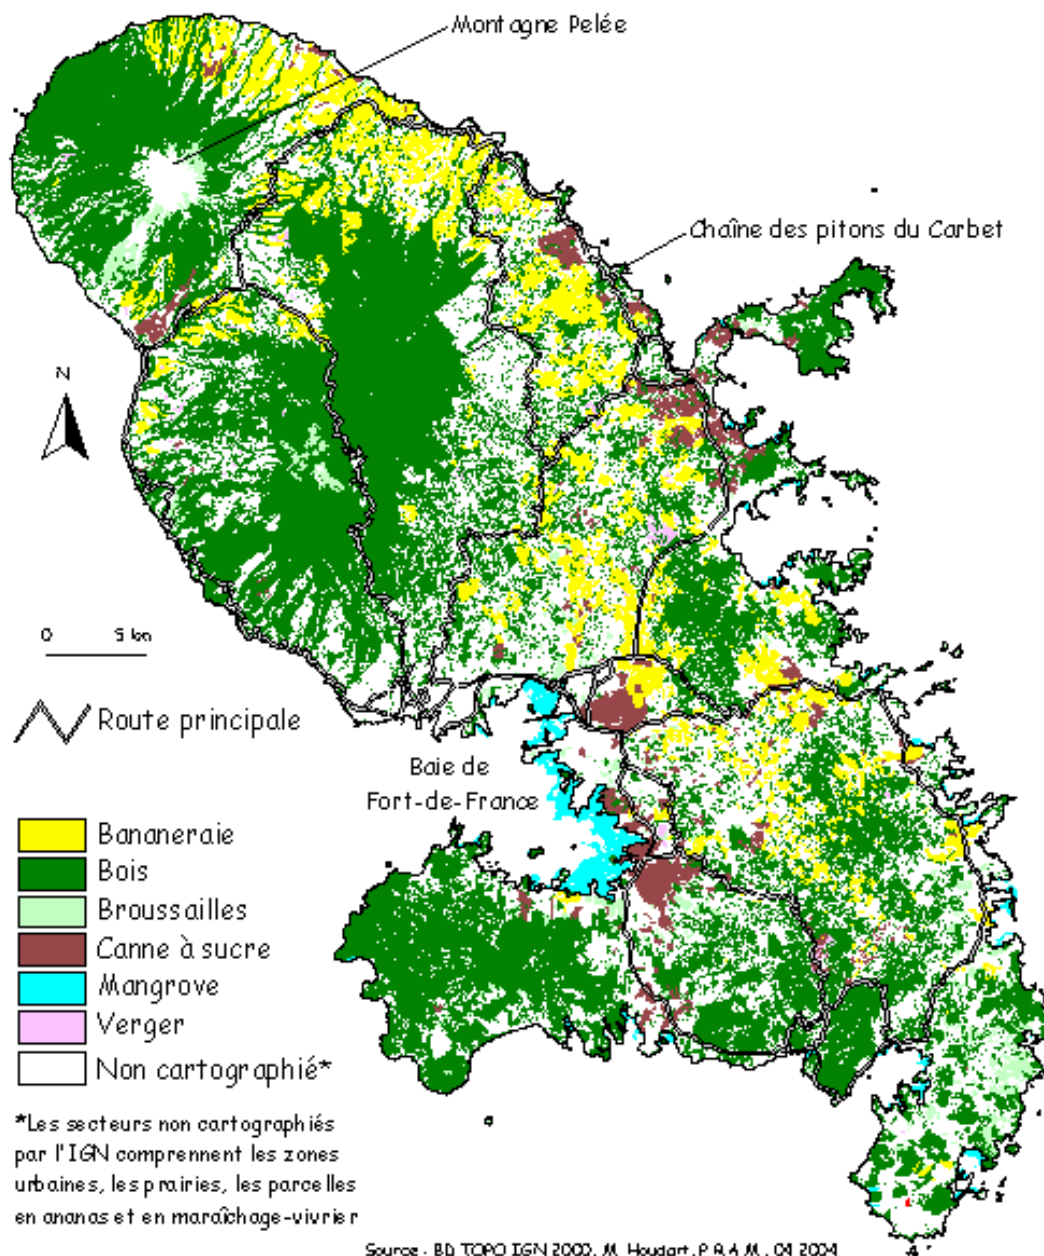 Montagne Pelée
Chaîne des pitons du Carbet
N
0 5 km
Route principale
Baie de
Fort-de-France
Bananeraie
Bois
Broussailles
Canne à sucre
Mangrove
Verger
Non cartographié*
*Les secteurs non cartographiés
par l'IGN comprennent les zones
urbaines, les prairies, les parcelles
en ananas et en maraîchage-vivrier
Source : BD TOPO IGN 2000, M. Houdart, P.R.A.M., 04 2004